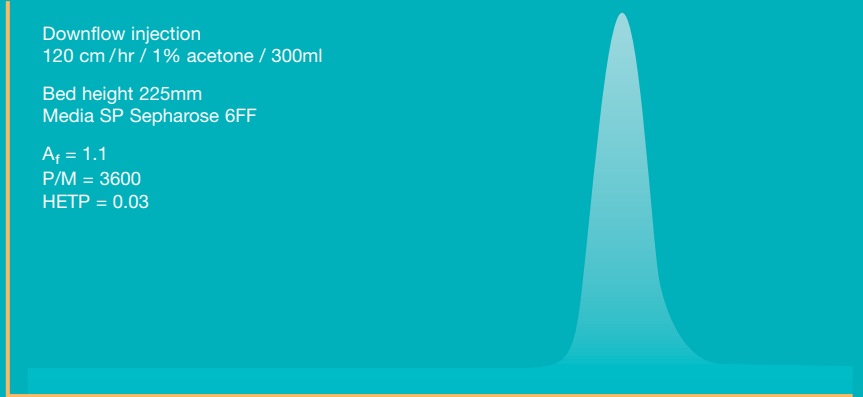 Downflow injection
120 cm/hr / 1% acetone / 300ml
Bed height 225mm
Media SP Sepharose 6FF
Af = 1.1
P/M = 3600
HETP = 0.03